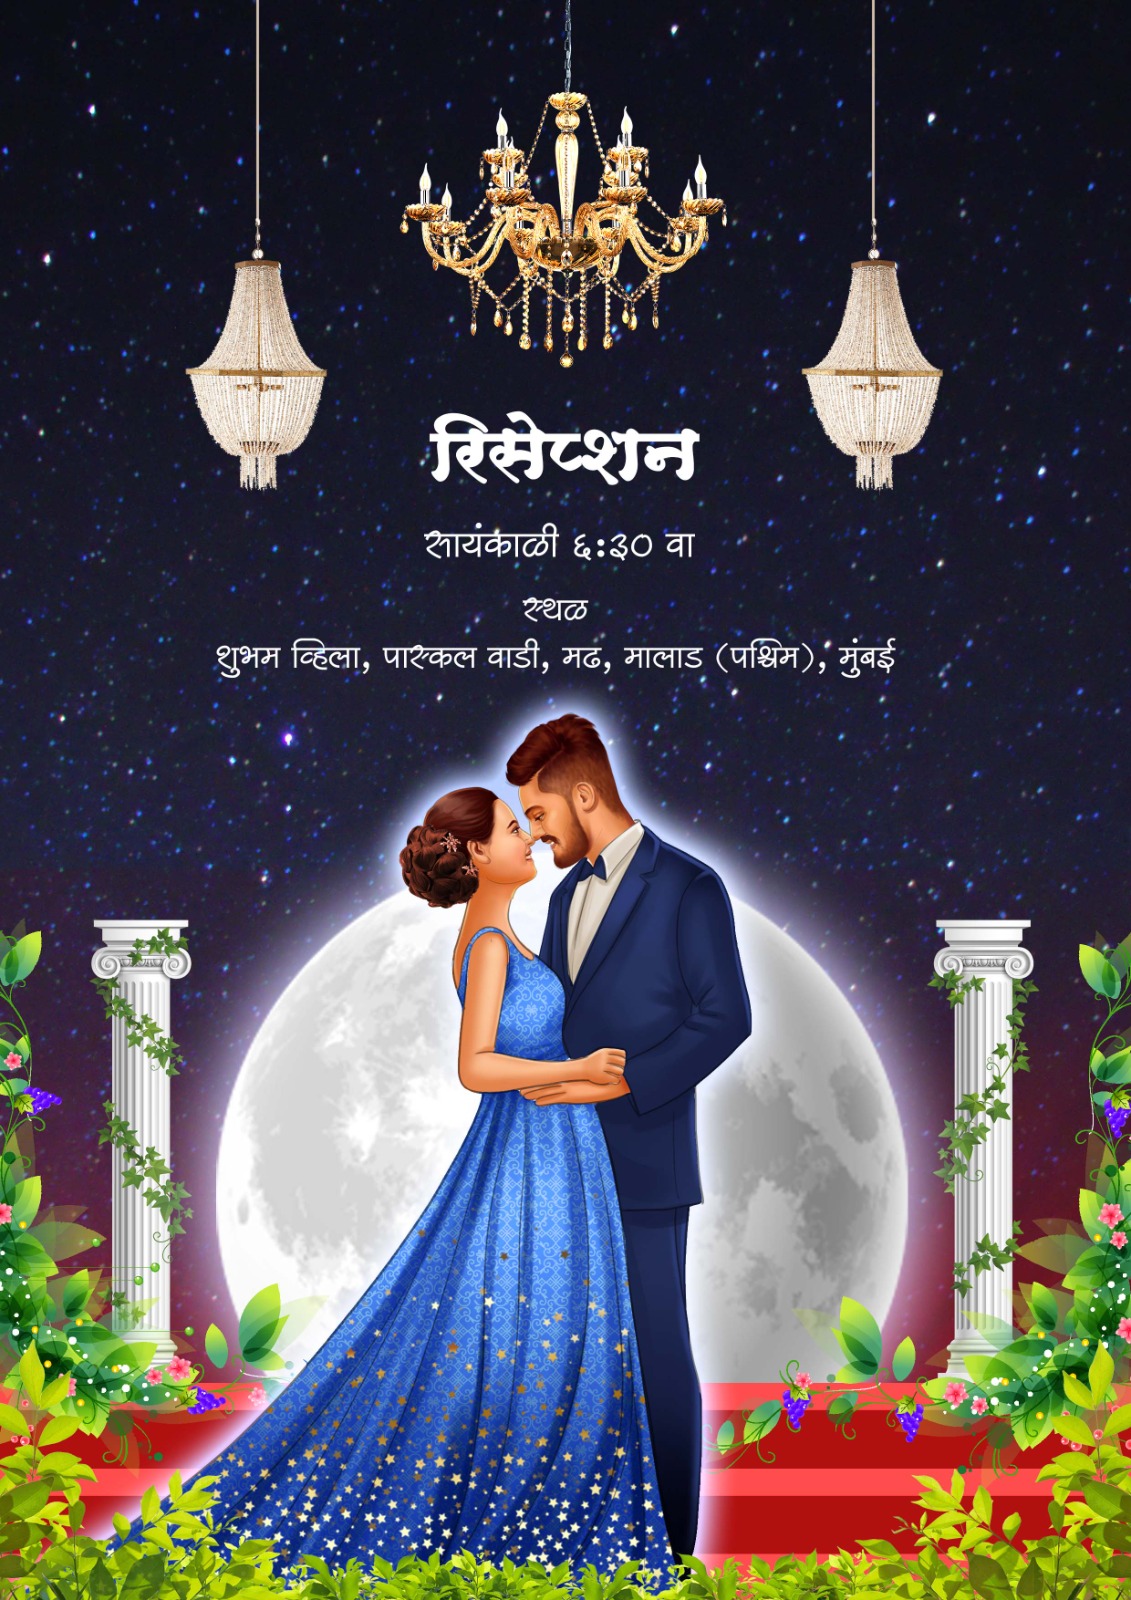 रिसेप्शन
सायंकाळी ६:३० वा
स्थळ
शुभम व्हिला, पास्कल वाडी, मढ, मालाड (पश्चिम), मुंबई